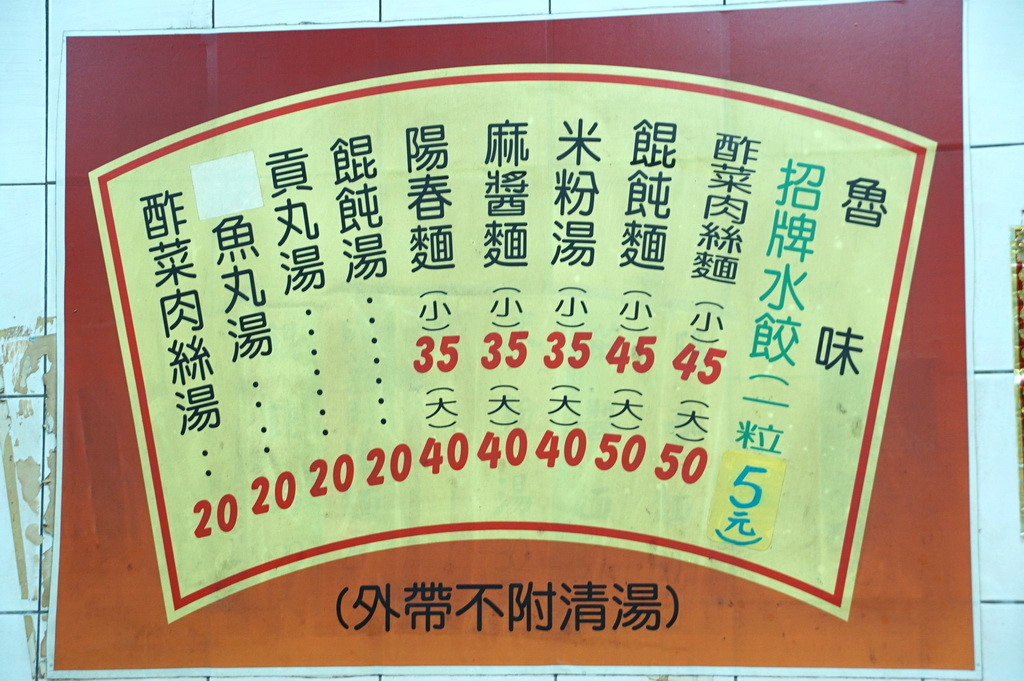 魯味
招牌水餃(一粒5元)
酢菜肉絲麵(小)45(大)50
餛飩麵(小)45(大)50
米粉湯(小)35(大)40
麻醬麵(小)35(大)40
陽春麵(小)35(大)40
餛飩湯......20
貢丸湯......20
魚丸湯....20
酢菜肉絲湯..20
(外帶不附清湯)